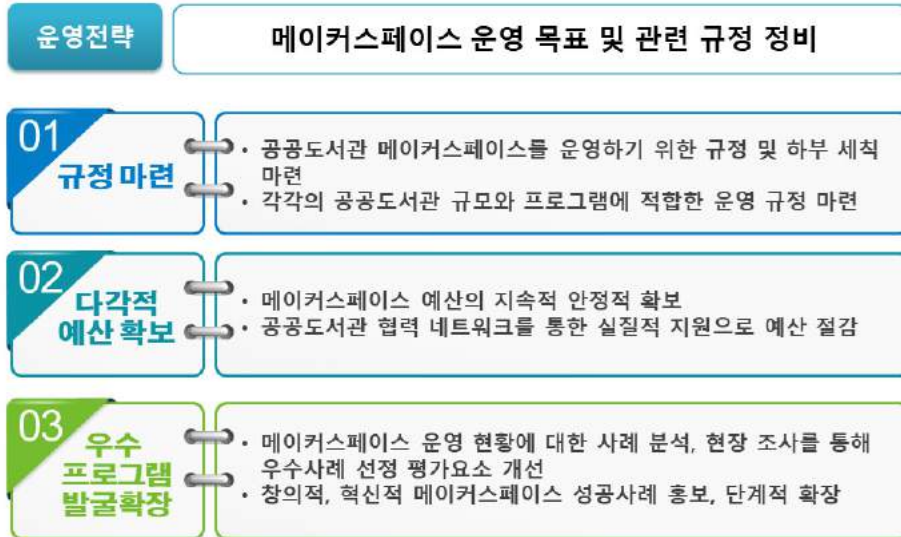 운영전략
메이커스페이스 운영 목표 및 관련 규정 정비
01
규정 마련
• 공공도서관 메이커스페이스를 운영하기 위한 규정 및 하부 세칙
마련
• 각각의 공공도서관 규모와 프로그램에 적합한 운영 규정 마련
02
다각적
예산 확보
• 메이커스페이스 예산의 지속적 안정적 확보
• 공공도서관 협력 네트워크를 통한 실질적 지원으로 예산 절감
03
우수
프로그램
발굴확장
• 메이커스페이스 운영 현황에 대한 사례 분석, 현장 조사를 통해
우수사례 선정 평가요소 개선
• 창의적, 혁신적 메이커스페이스 성공사례 홍보, 단계적 확장